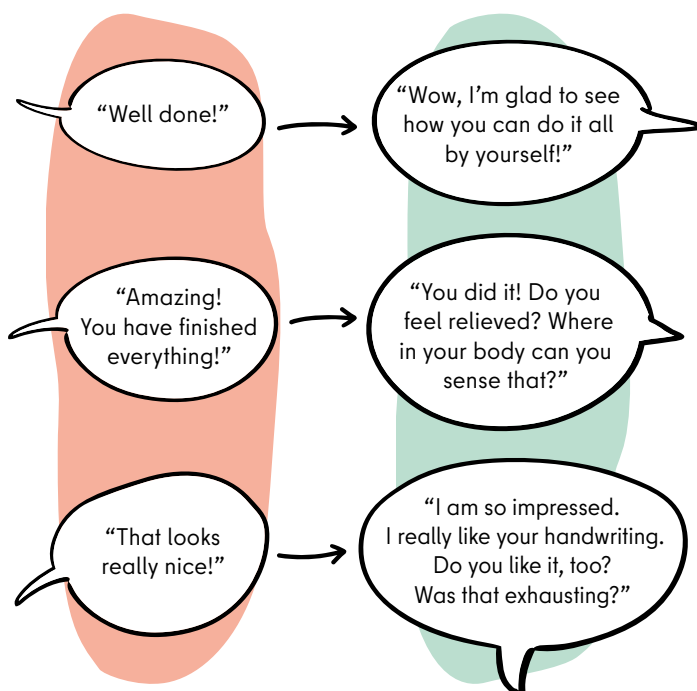 “Well done!”
“Wow, I’m glad to see
how you can do it all
by yourself!”
“Amazing!
You have finished
everything!”
“You did it! Do you
feel relieved? Where
in your body can you
sense that?”
“That looks
really nice!”
“I am so impressed.
I really like your handwriting.
Do you like it, too?
Was that exhausting?”